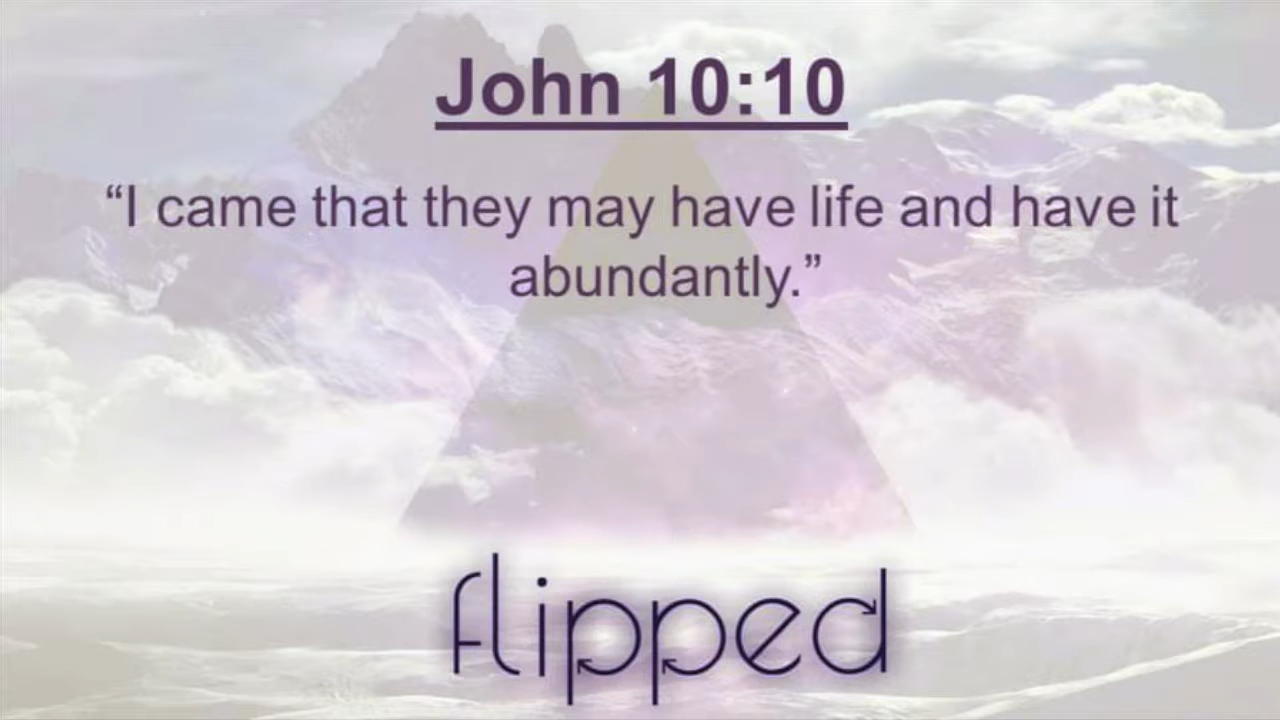 John 10:10
“I came that they may have life and have it
abundantly.”
flipped